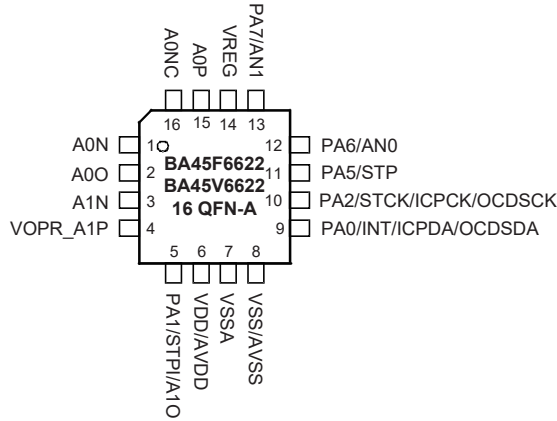 A0NC
A0P
VREG
PA7/AN1
16
15
14
13
A0N
1
12
PA6/AN0
A0O
2
BA45F6622
11
PA5/STP
A1N
3
BA45V6622
10
PA2/STCK/ICPCK/OCDSCK
VOPR_A1P
4
16 QFN-A
9
PA0/INT/ICPDA/OCDSDA
5
6
7
8
PA1/STPI/A1O
VDD/AVDD
VSSA
VSS/AVSS